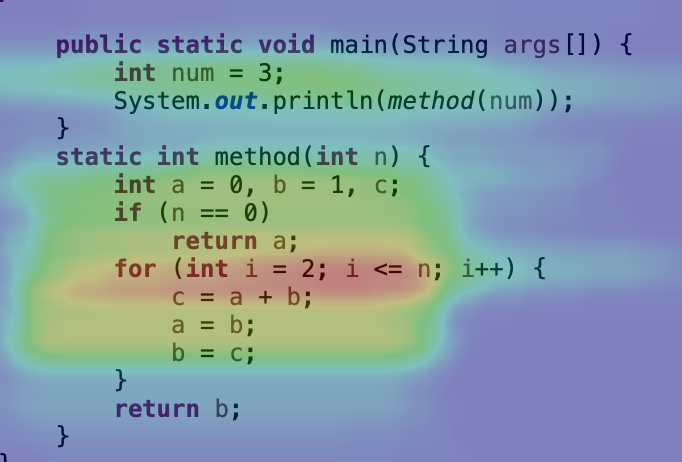 public static void main(String args[]) {
int num = 3;
System.out.println(method(num));
}
static int method(int n) {
int a = 0, b = 1, c;
if (n == 0)
return a;
for (int i = 2; i <= n; i++) {
c = a + b;
a = b;
b = c;
}
return b;
}
}